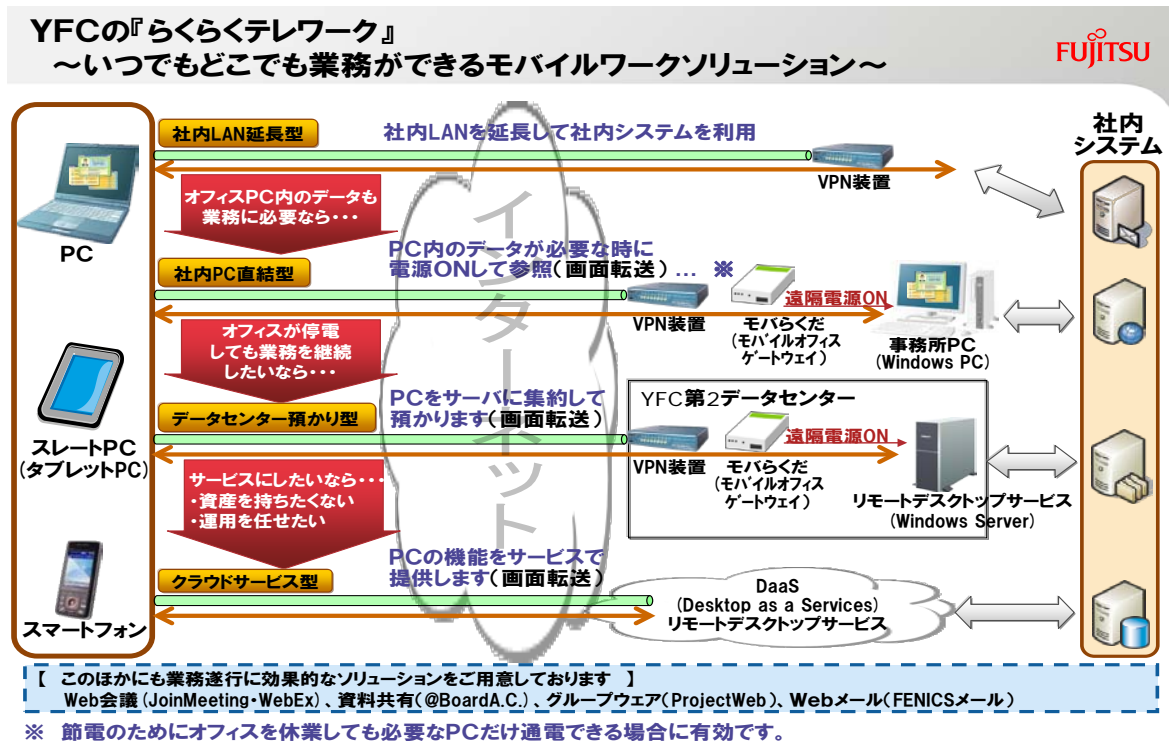 YFCの『らくらくテレワーク』
～いつでもどこでも業務ができるモバイルワークソリューション～
FUJITSU
社内LAN延長型
社内LANを延長して社内システムを利用
社内
システム
VPN装置
PC
オフィスPC内のデータも
業務に必要なら・・・
インターネット
PC内のデータが必要な時に
電源ONして参照(画面転送) … ※
社内PC直結型
遠隔電源ON
VPN装置
モバらくだ
(モバイルオフィス
ゲートウェイ)
事務所PC
(Windows PC)
オフィスが停電
しても業務を継続
したいなら・・・
PCをサーバに集約して
預かります(画面転送)
YFC第2データセンター
データセンター預かり型
遠隔電源ON
スレートPC
(タブレットPC)
VPN装置
モバらくだ
(モバイルオフィス
ゲートウェイ)
リモートデスクトップサービス
(Windows Server)
サービスにしたいなら・・・
・資産を持ちたくない
・運用を任せたい
PCの機能をサービスで
提供します(画面転送)
クラウドサービス型
DaaS
(Desktop as a Services)
リモートデスクトップサービス
スマートフォン
【 このほかにも業務遂行に効果的なソリューションをご用意しております 】
Web会議(JoinMeeting・WebEx)、資料共有(@BoardA.C.)、グループウェア(ProjectWeb)、Webメール(FENICSメール)
※ 節電のためにオフィスを休業しても必要なPCだけ通電できる場合に有効です。